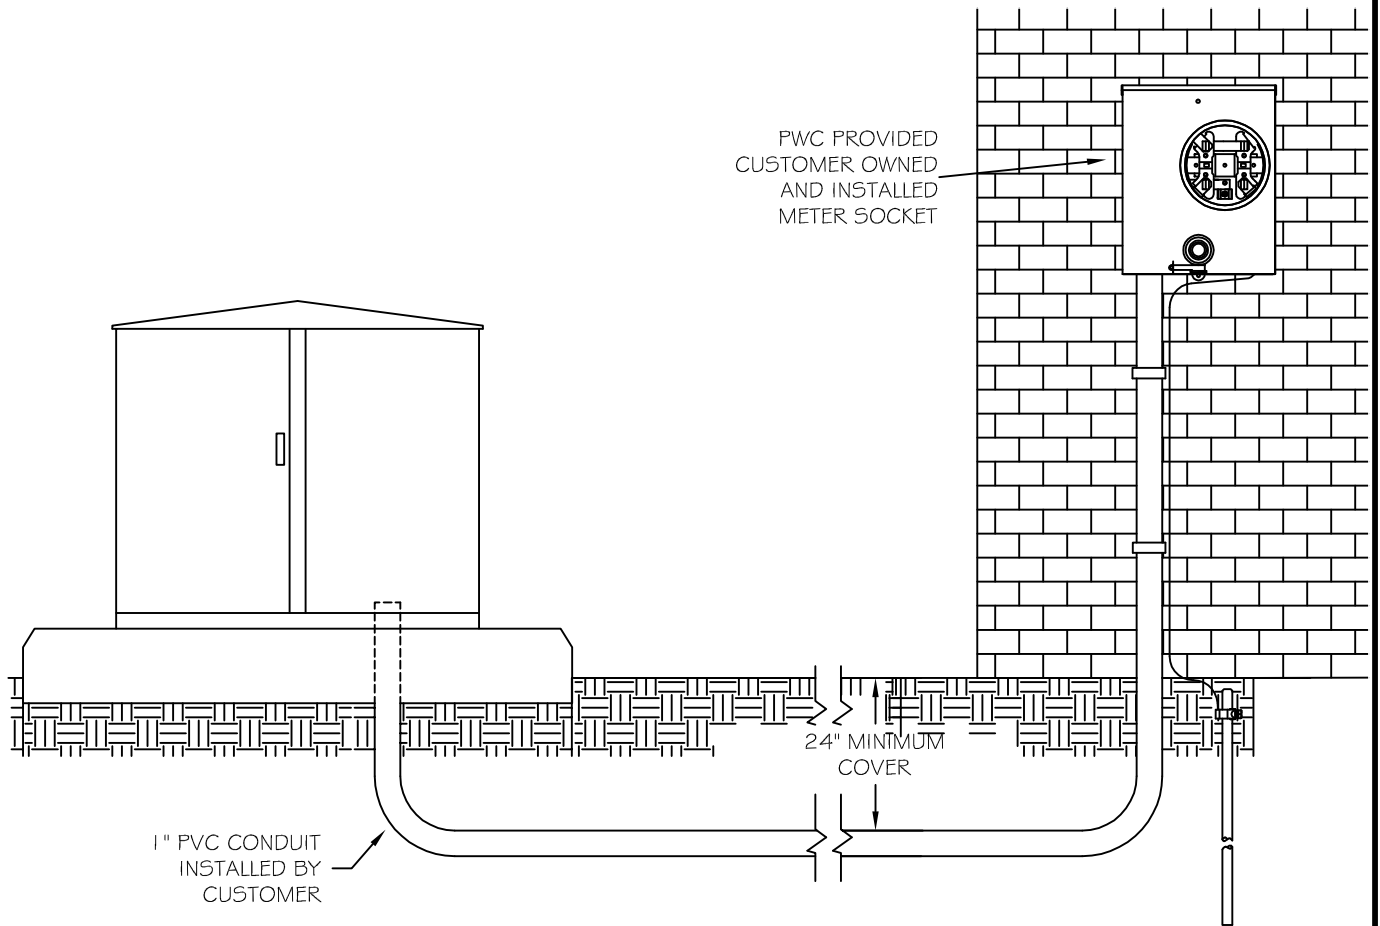 PWC PROVIDED
CUSTOMER OWNED
AND INSTALLED
METER SOCKET
24" MINIMUM
COVER
1" PVC CONDUIT
INSTALLED BY
CUSTOMER